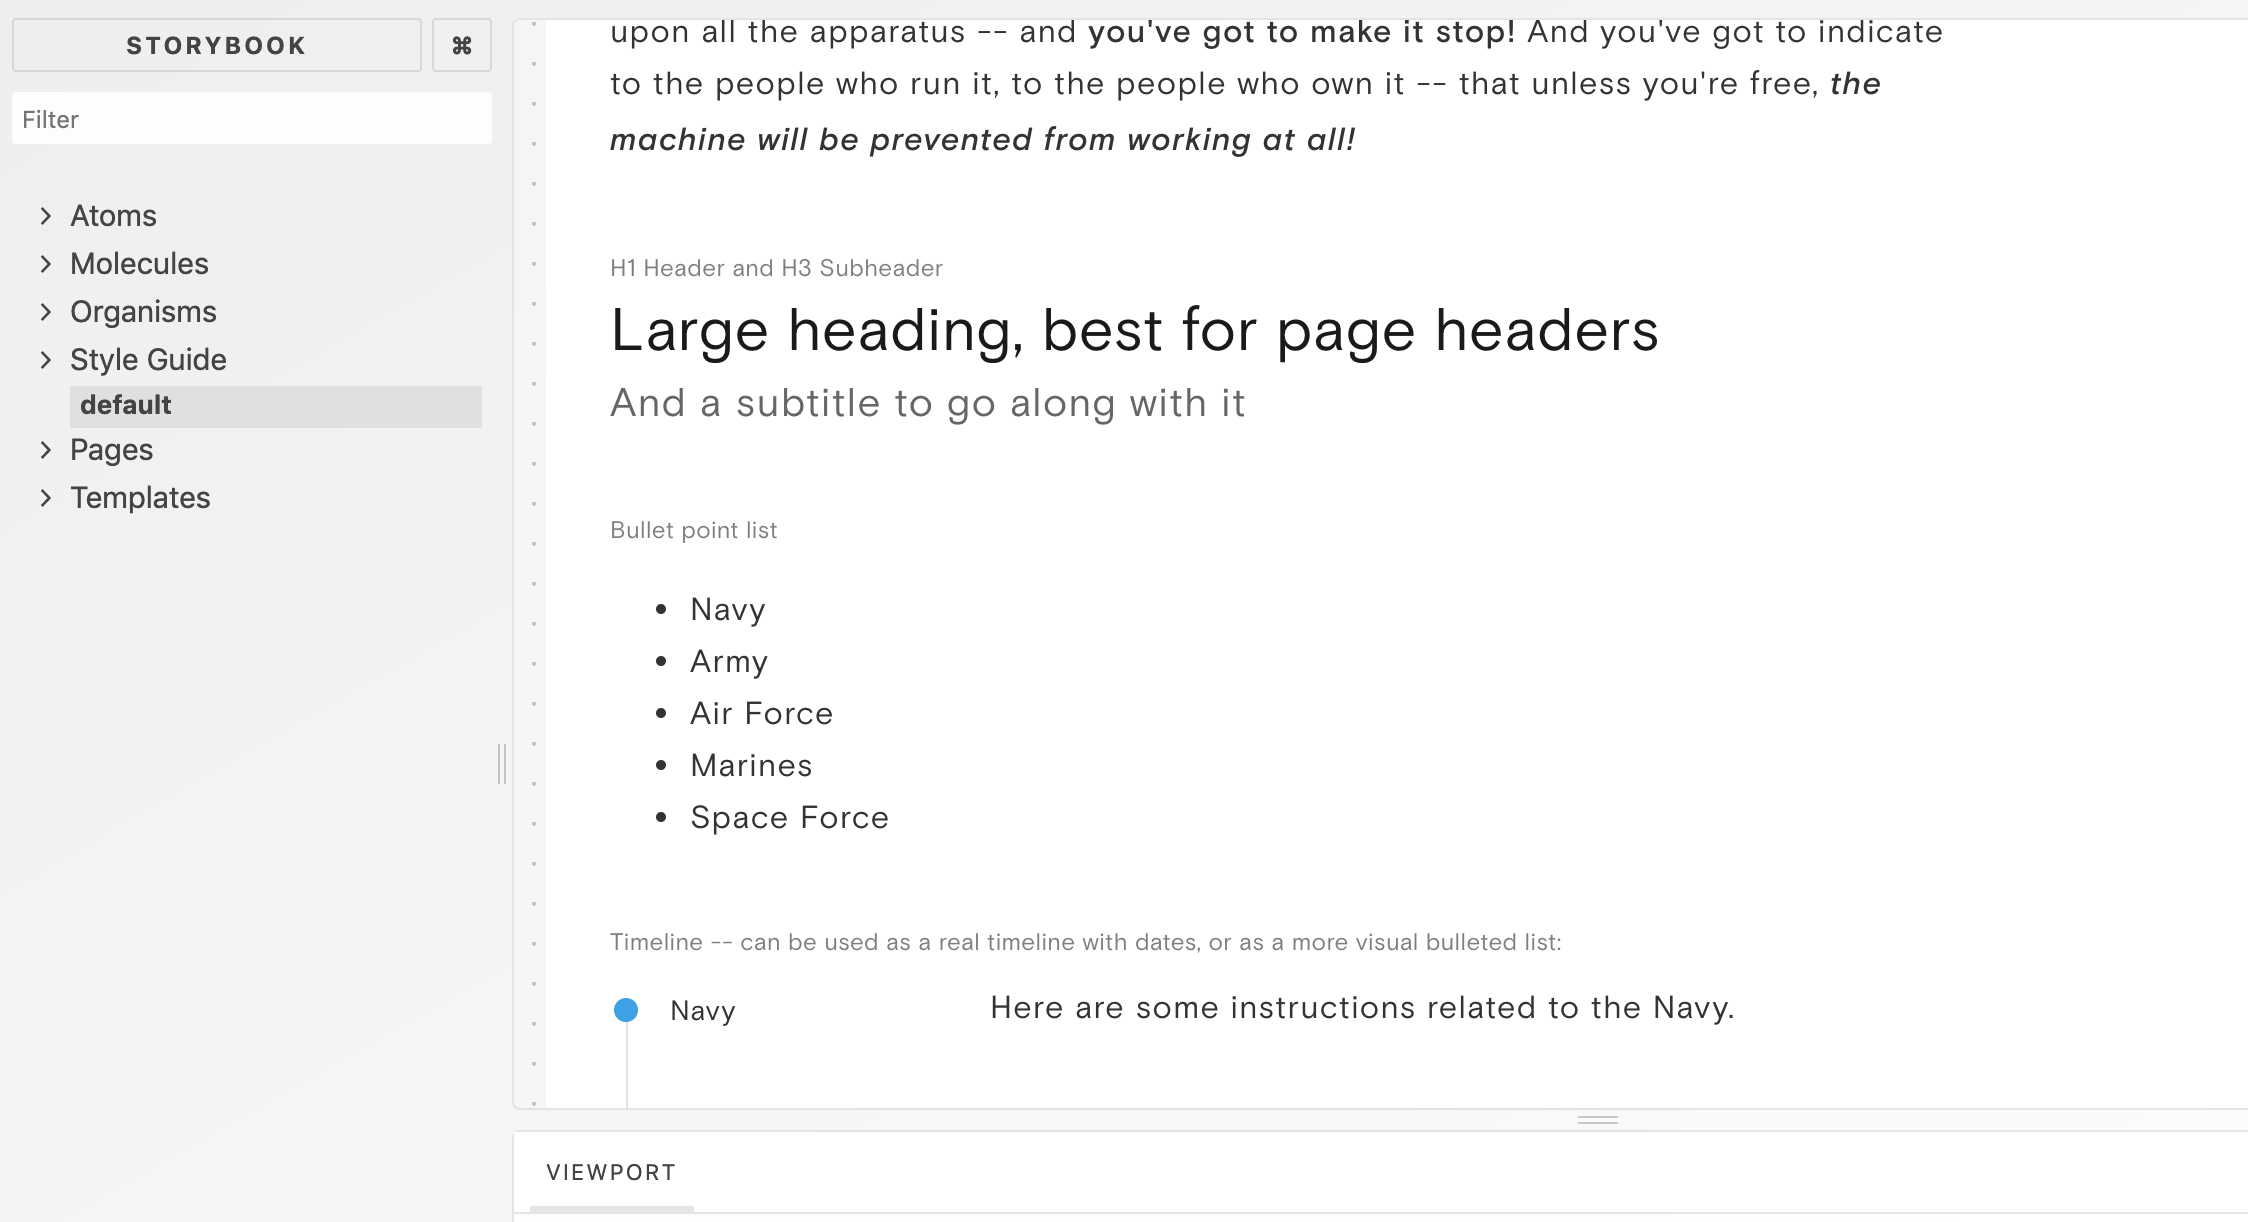 STORYBOOK
⌘
Filter
Atoms
Molecules
Organisms
Style Guide
default
Pages
Templates
upon all the apparatus -- and you've got to make it stop! And you've got to indicate
to the people who run it, to the people who own it -- that unless you're free, the
machine will be prevented from working at all!
H1 Header and H3 Subheader
Large heading, best for page headers
And a subtitle to go along with it
Bullet point list
• Navy
• Army
• Air Force
• Marines
• Space Force
Timeline -- can be used as a real timeline with dates, or as a more visual bulleted list:
Navy
Here are some instructions related to the Navy.
VIEWPORT